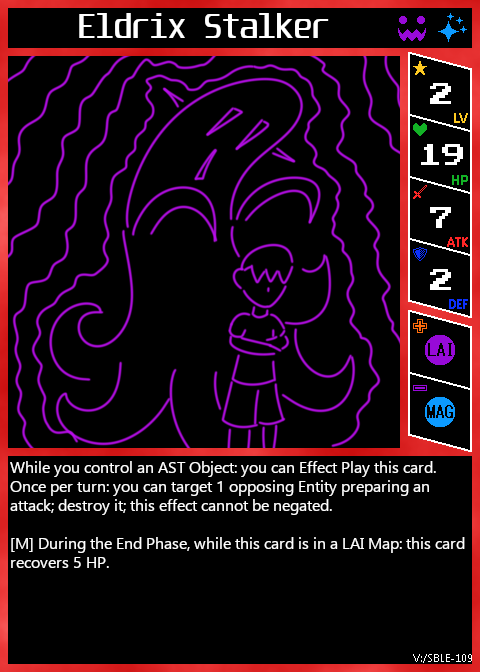 Eldrix Stalker
2
LV
19
HP
7
ATK
2
DEF
LAI
MAG
While you control an AST Object: you can Effect Play this card.
Once per turn: you can target 1 opposing Entity preparing an
attack; destroy it; this effect cannot be negated.
[M] During the End Phase, while this card is in a LAI Map: this card
recovers 5 HP.
V:/SBLE-109